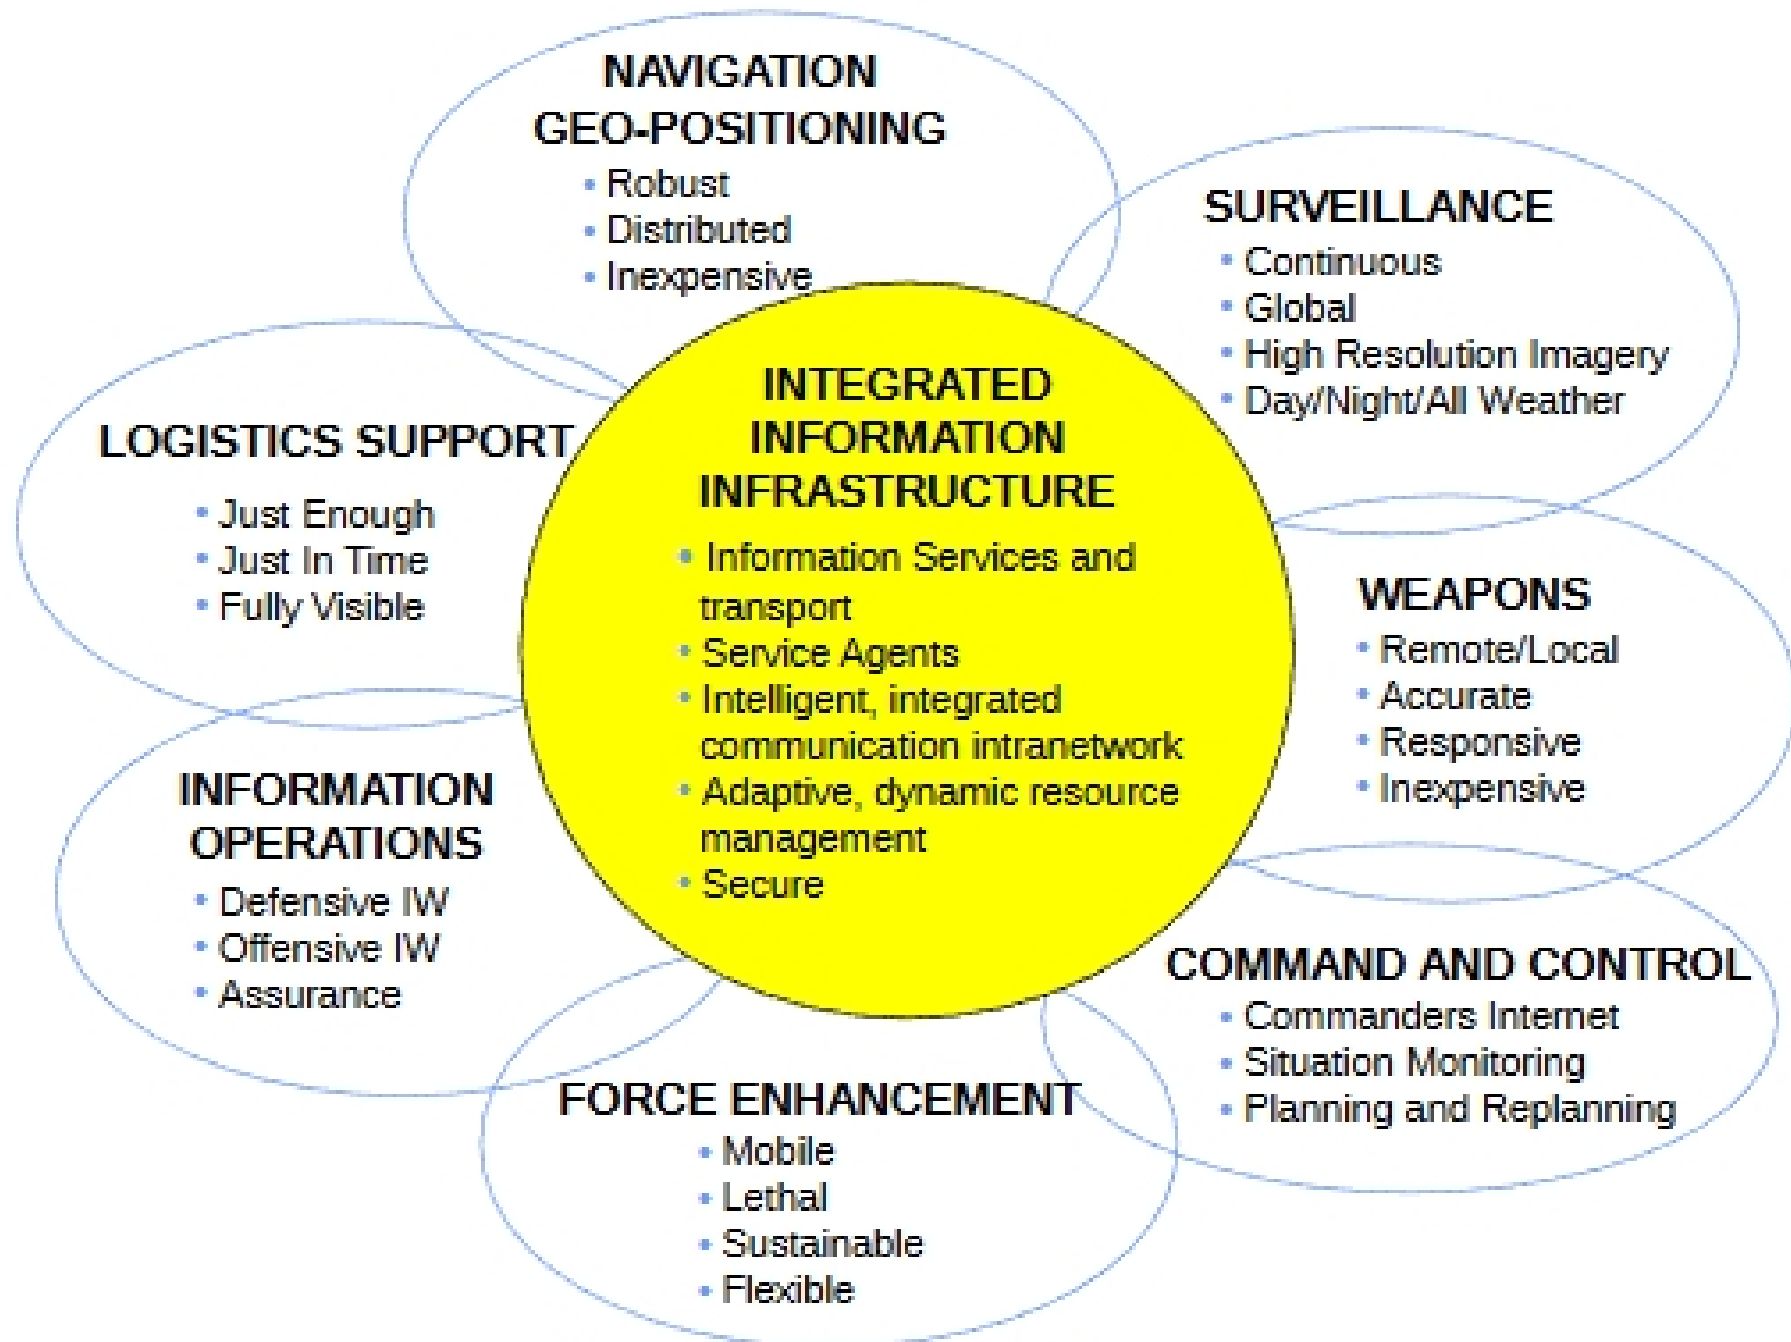 NAVIGATION
GEO-POSITIONING
• Robust
• Distributed
• Inexpensive
SURVEILLANCE
• Continuous
• Global
• High Resolution Imagery
• Day/Night/All Weather
LOGISTICS SUPPORT
• Just Enough
• Just In Time
• Fully Visible
INTEGRATED
INFORMATION
INFRASTRUCTURE
• Information Services and
transport
• Service Agents
• Intelligent, integrated
communication intranetwork
• Adaptive, dynamic resource
management
• Secure
WEAPONS
• Remote/Local
• Accurate
• Responsive
• Inexpensive
INFORMATION
OPERATIONS
• Defensive IW
• Offensive IW
• Assurance
COMMAND AND CONTROL
• Commanders Internet
• Situation Monitoring
• Planning and Replanning
FORCE ENHANCEMENT
• Mobile
• Lethal
• Sustainable
• Flexible